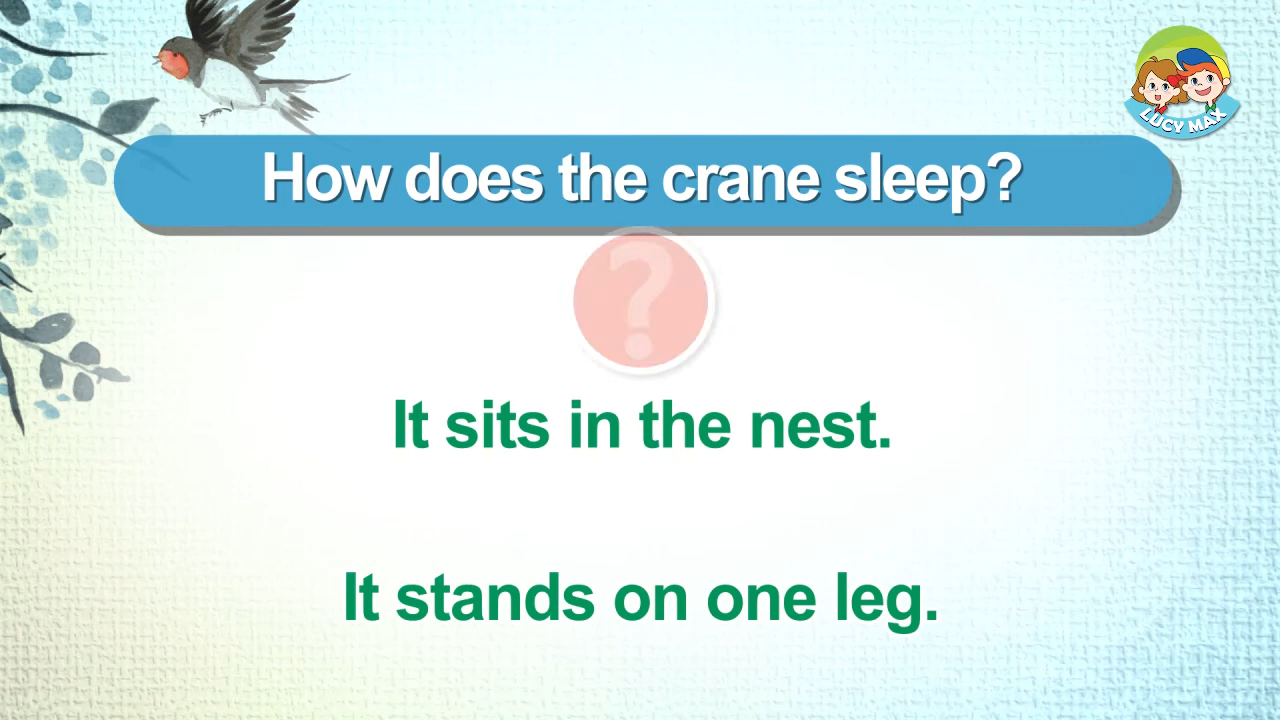 LUCY MAX
How does the crane sleep?
?
It sits in the nest.
It stands on one leg.